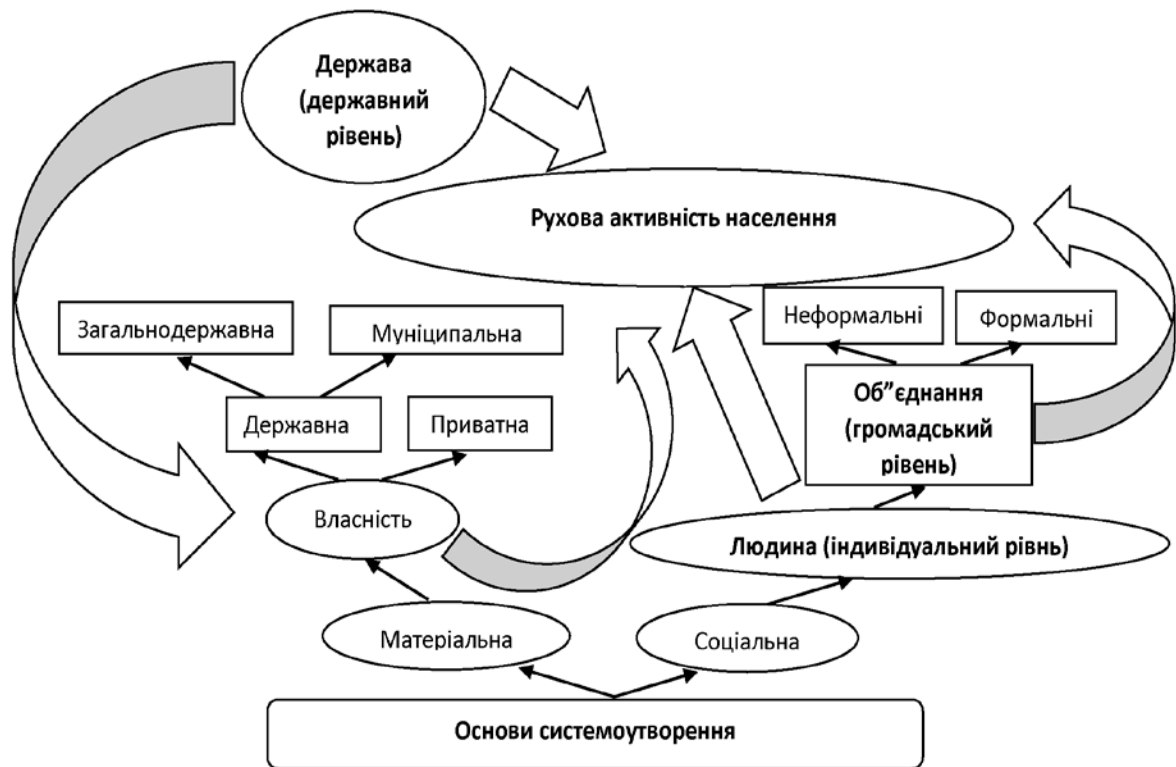 Держава
(державний
рівень)
Рухова активність населення
Неформальні
Формальні
Загальнодержавна
Муніципальна
Об”єднання
(громадський
рівень)
Державна
Приватна
Власність
Людина (індивідуальний рівнь)
Матеріальна
Соціальна
Основи системоутворення